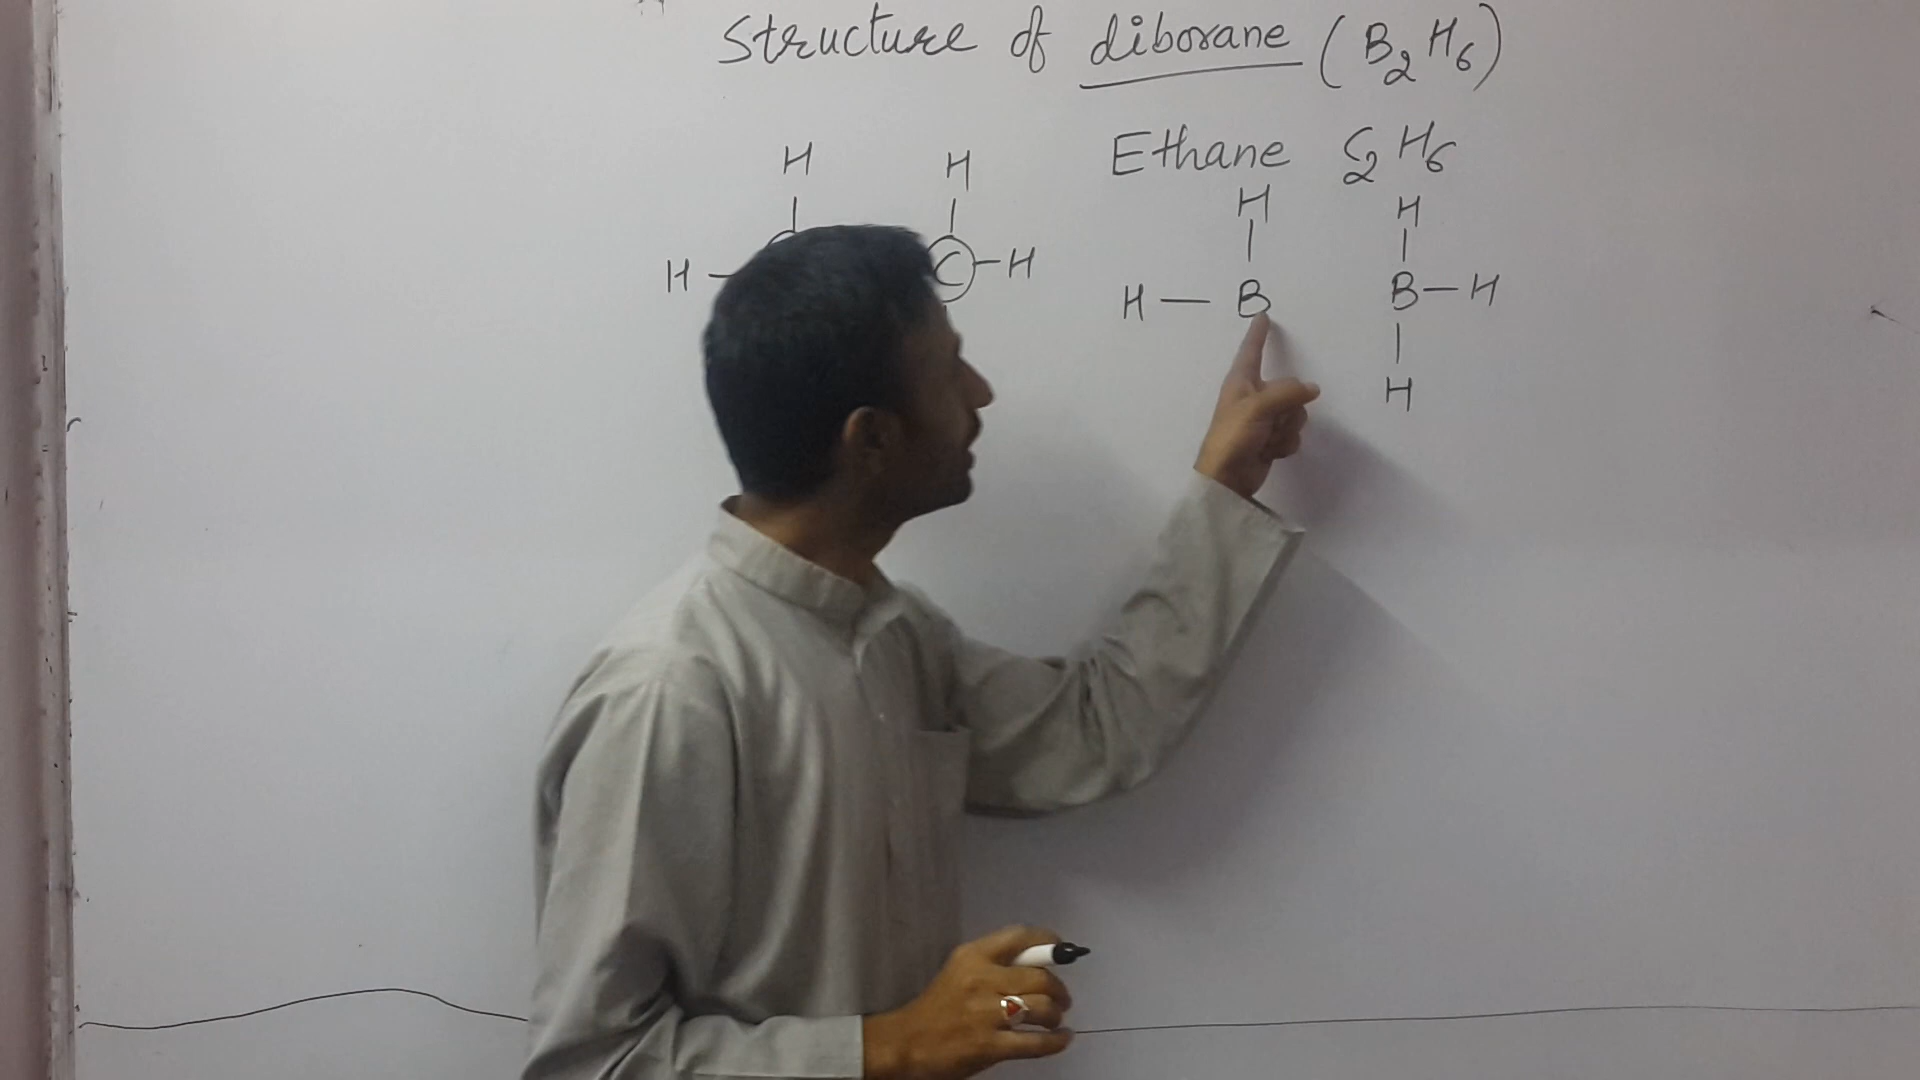 Structure of diborane (B2H6)
Ethane C2H6
H H H H
H C H H B B H
H